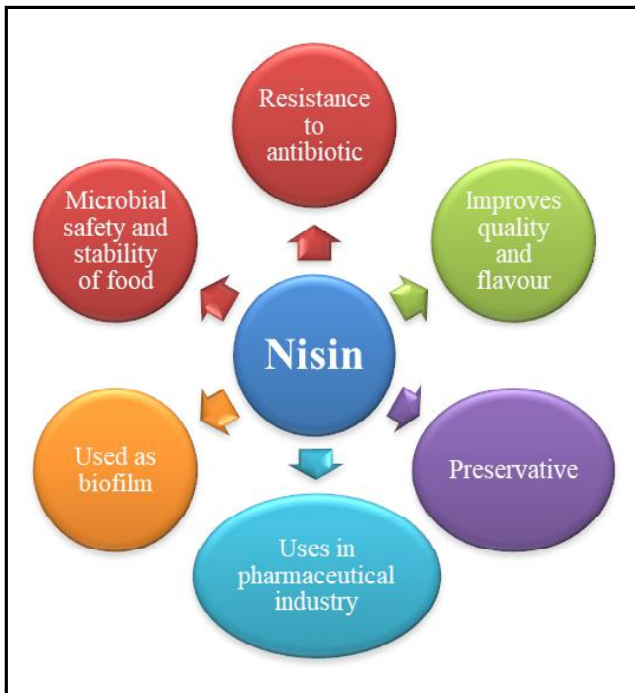 Resistance
to
antibiotic
Microbial
safety and
stability
of food
Improves
quality
and
flavour
Nisin
Used as
biofilm
Preservative
Uses in
pharmaceutical
industry